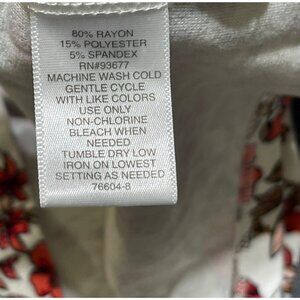 80% RAYON
15% POLYESTER
5% SPANDEX
RN#93677
MACHINE WASH COLD
GENTLE CYCLE
WITH LIKE COLORS
USE ONLY
NON-CHLORINE
BLEACH WHEN
NEEDED
TUMBLE DRY LOW
IRON ON LOWEST
SETTING AS NEEDED
76604-8